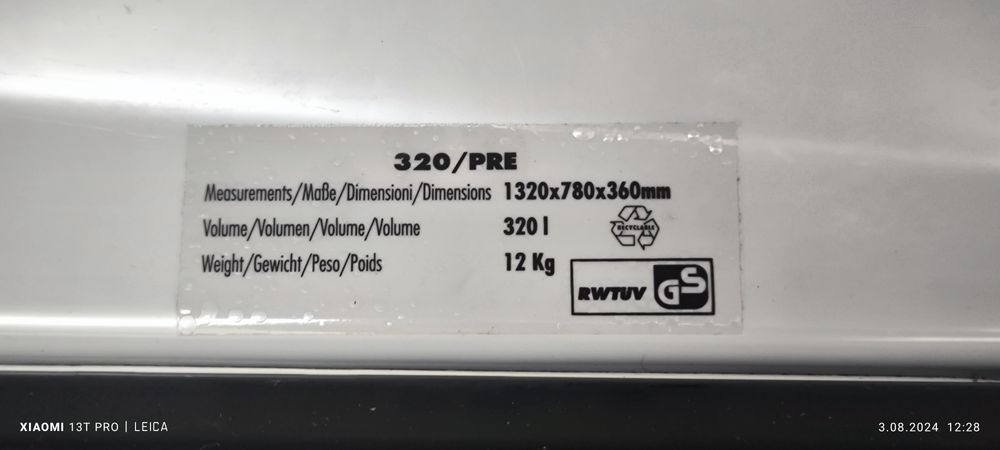 320/PRE
Measurements/Maße/Dimensioni/Dimensions 1320x780x360mm
Volume/Volumen/Volume/Volume 320 l
RECYCLABLE
Weight/Gewicht/Peso/Poids 12 Kg
RWTÜV GS
XIAOMI 13T PRO | LEICA 3.08.2024 12:28